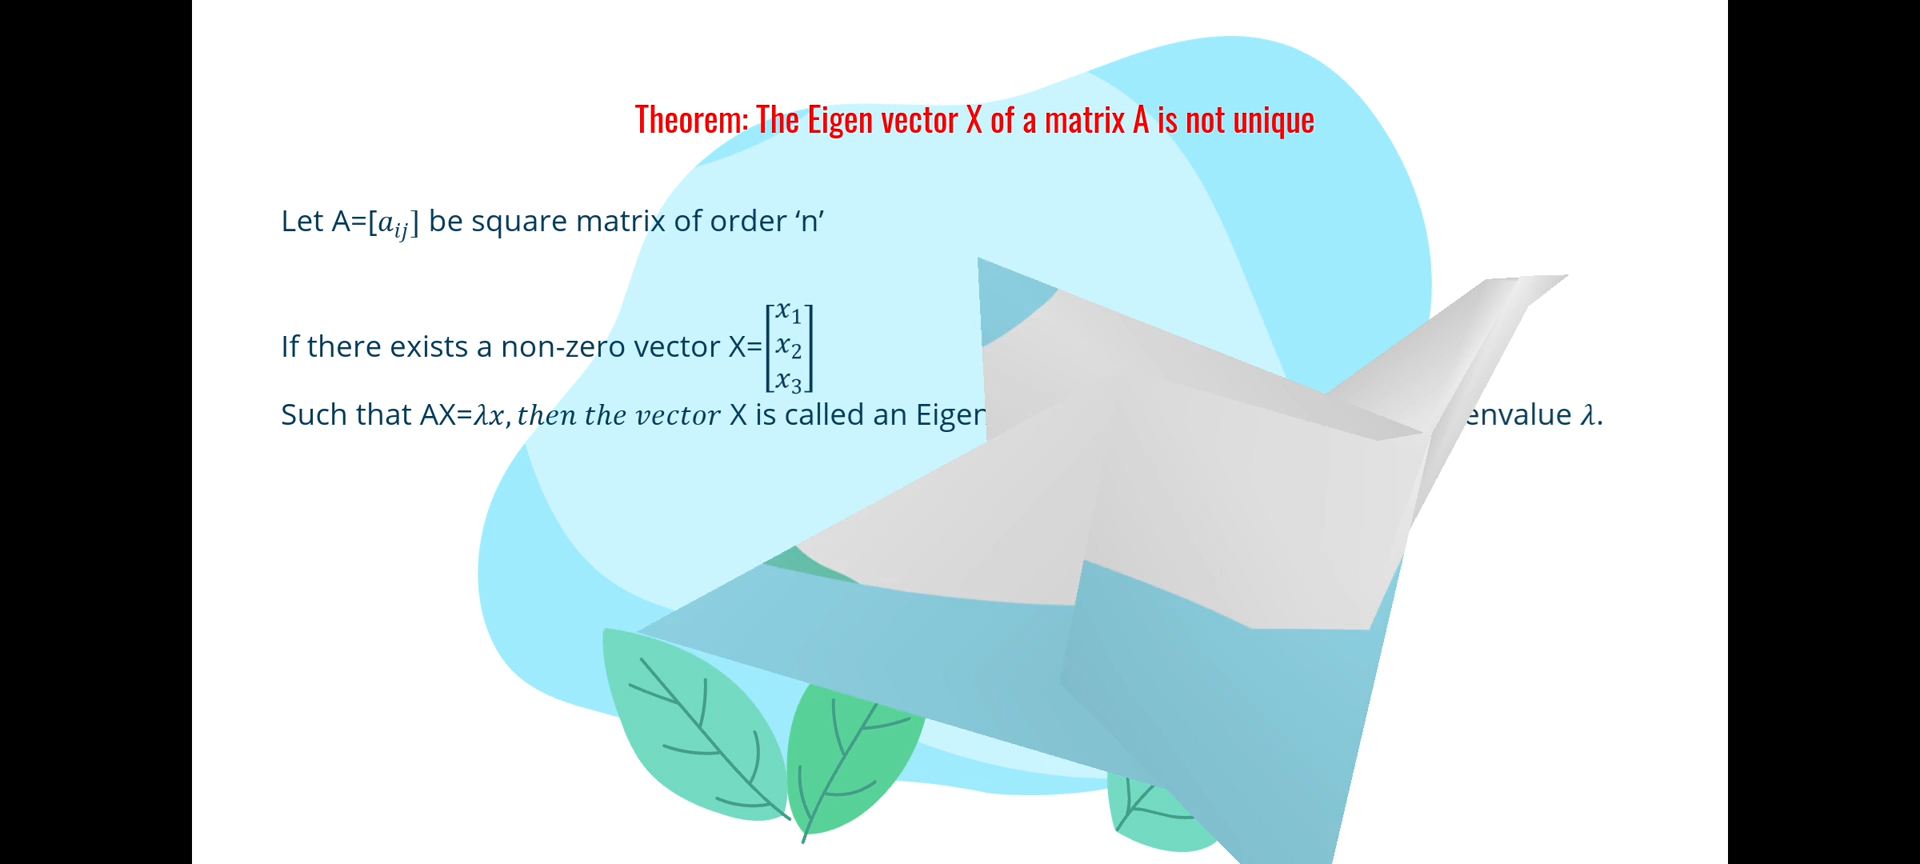 Theorem: The Eigen vector X of a matrix A is not unique
Let A=[𝑎ᵢⱼ] be square matrix of order ‘n’
If there exists a non-zero vector X=[x₁ x₂ x₃]
Such that AX=λx, then the vector X is called an Eigen λ.